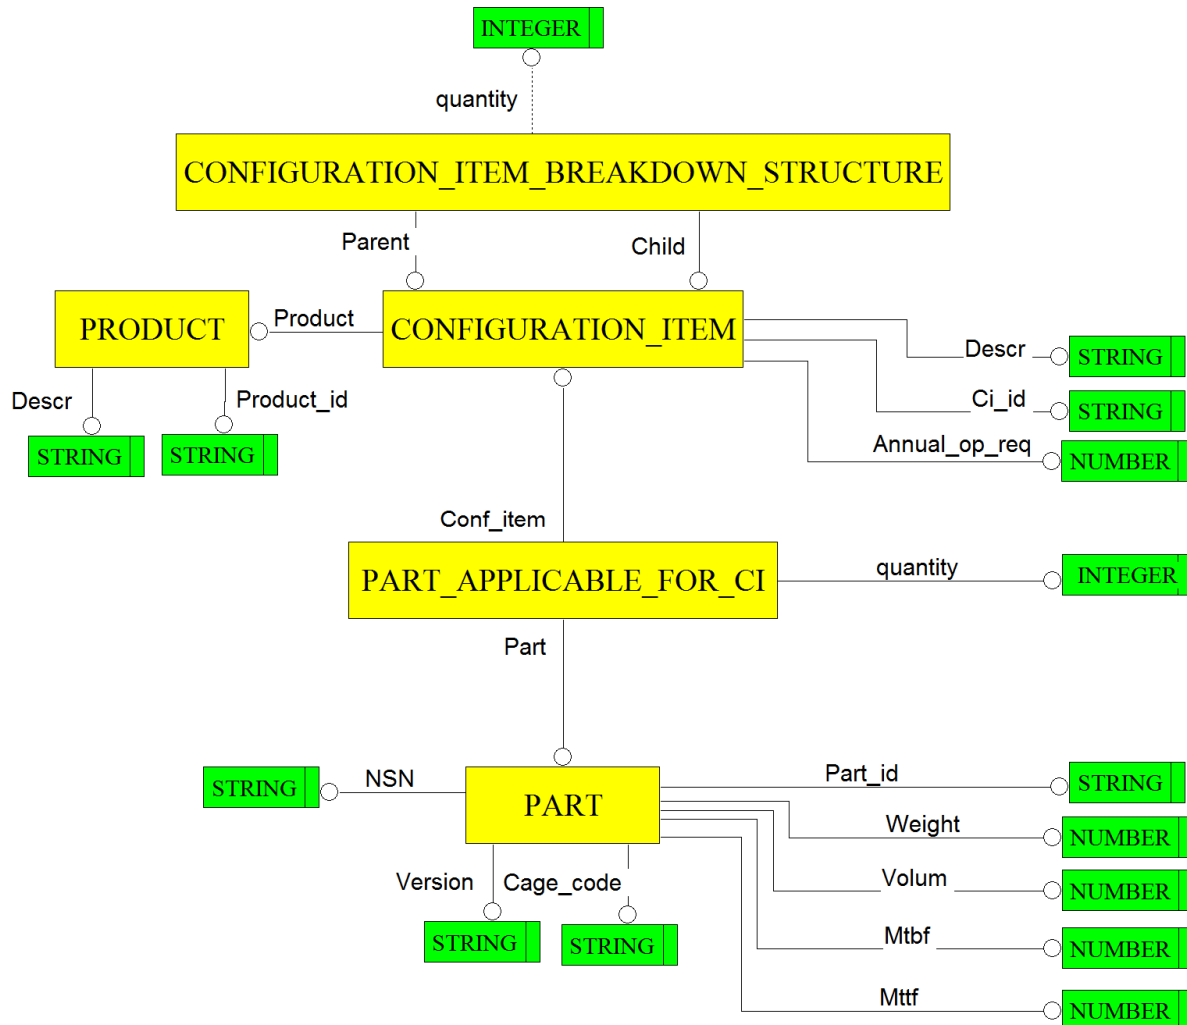 INTEGER
quantity
CONFIGURATION_ITEM_BREAKDOWN_STRUCTURE
Parent
Child
PRODUCT
Product
CONFIGURATION_ITEM
Descr
STRING
Descr
Product_id
Ci_id
STRING
STRING
STRING
Annual_op_req
NUMBER
Conf_item
PART_APPLICABLE_FOR_CI
quantity
INTEGER
Part
STRING
NSN
PART
Part_id
STRING
Weight
NUMBER
Version
Cage_code
Volum
NUMBER
STRING
STRING
Mtbf
NUMBER
Mttf
NUMBER